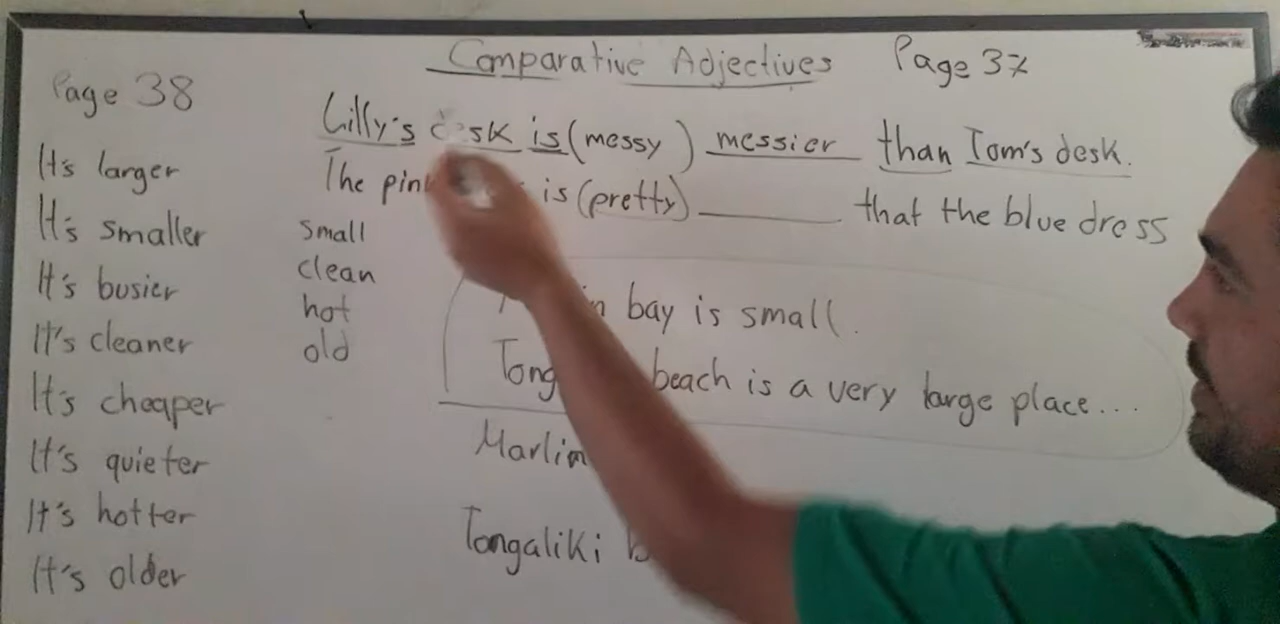 Comparative Adjectives Page 37
Page 38
Lilly's desk is (messy) messier than Tom's desk.
The is (pretty) ________ that the blue dress
It's larger
It's smaller
It's busier
It's cleaner
It's cheaper
It's quieter
It's hotter
It's older
small
clean
hot
old
bay is small.
beach is a very large place...
Marlin
Tongaliki